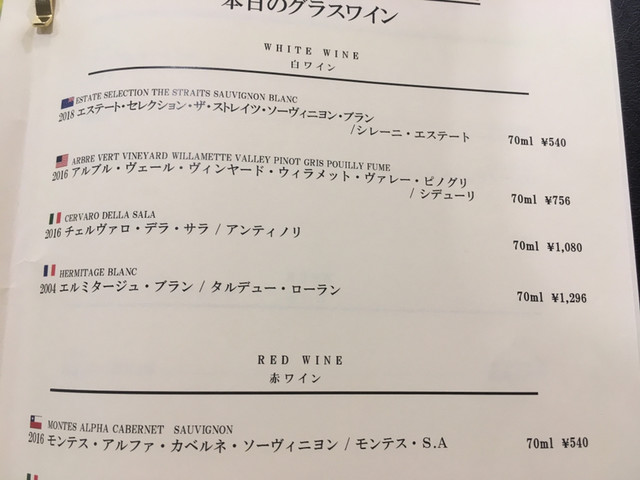 本日のグラスワイン
WHITE WINE
白ワイン
ESTATE SELECTION THE STRAITS SAUVIGNON BLANC
2018 エステート・セレクション・ザ・ストレイツ・ソーヴィニヨン・ブラン
/シレーニ・エステート 70ml ¥540
ARBRE VERT VINEYARD WILLAMETTE VALLEY PINOT GRIS POUILLY FUME
2016 アルブル・ヴェール・ヴィンヤード・ウィラメット・ヴァレー・ピノグリ
/ シデューリ 70ml ¥756
CERVARO DELLA SALA
2016 チェルヴァロ・デラ・サラ / アンティノリ 70ml ¥1,080
HERMITAGE BLANC
2004 エルミタージュ・ブラン / タルデュー・ローラン 70ml ¥1,296
RED WINE
赤ワイン
MONTES ALPHA CABERNET SAUVIGNON
2016 モンテス・アルファ・カベルネ・ソーヴィニヨン / モンテス・S.A 70ml ¥540